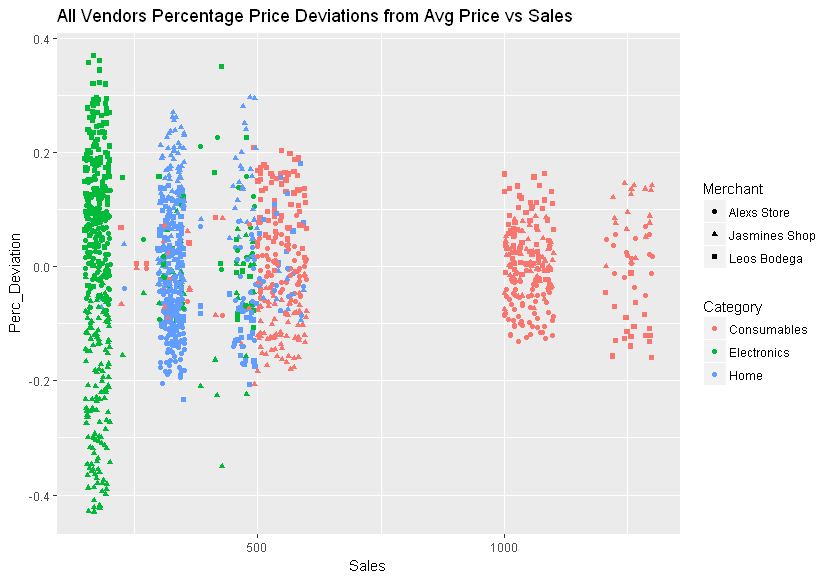 All Vendors Percentage Price Deviations from Avg Price vs Sales
0.4
0.2
0.0
-0.2
-0.4
Perc_Deviation
500
1000
Sales
Merchant
Alexs Store
Jasmines Shop
Leos Bodega
Category
Consumables
Electronics
Home